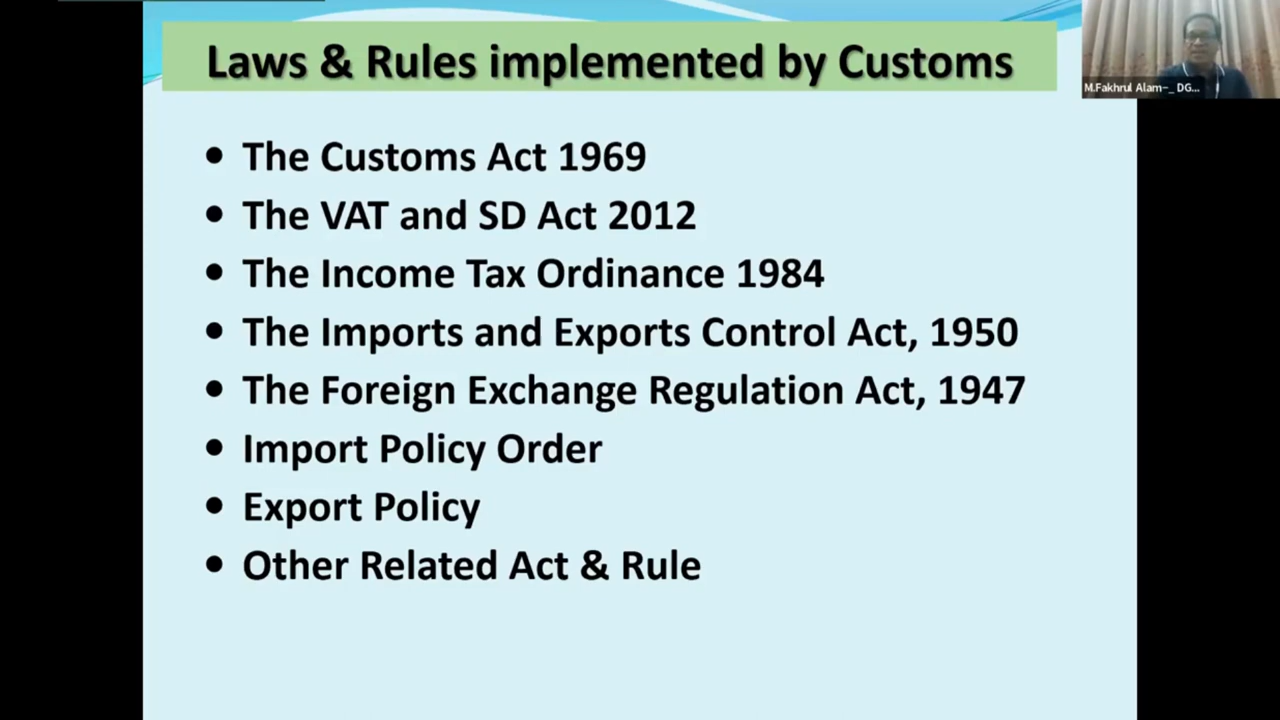 Laws & Rules implemented by Customs
M.Fakhrul Alam-_ DG...
• The Customs Act 1969
• The VAT and SD Act 2012
• The Income Tax Ordinance 1984
• The Imports and Exports Control Act, 1950
• The Foreign Exchange Regulation Act, 1947
• Import Policy Order
• Export Policy
• Other Related Act & Rule